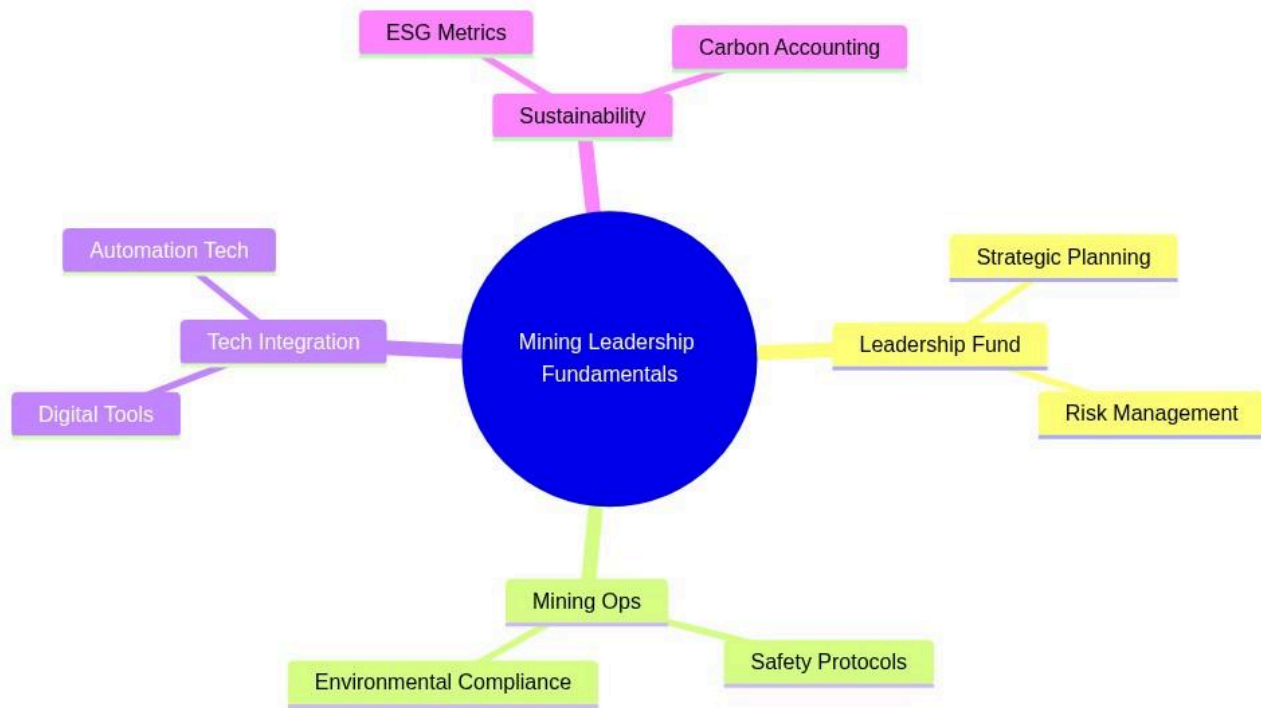 ESG Metrics
Carbon Accounting
Sustainability
Automation Tech
Strategic Planning
Tech Integration
Mining Leadership
Fundamentals
Leadership Fund
Digital Tools
Risk Management
Mining Ops
Environmental Compliance
Safety Protocols